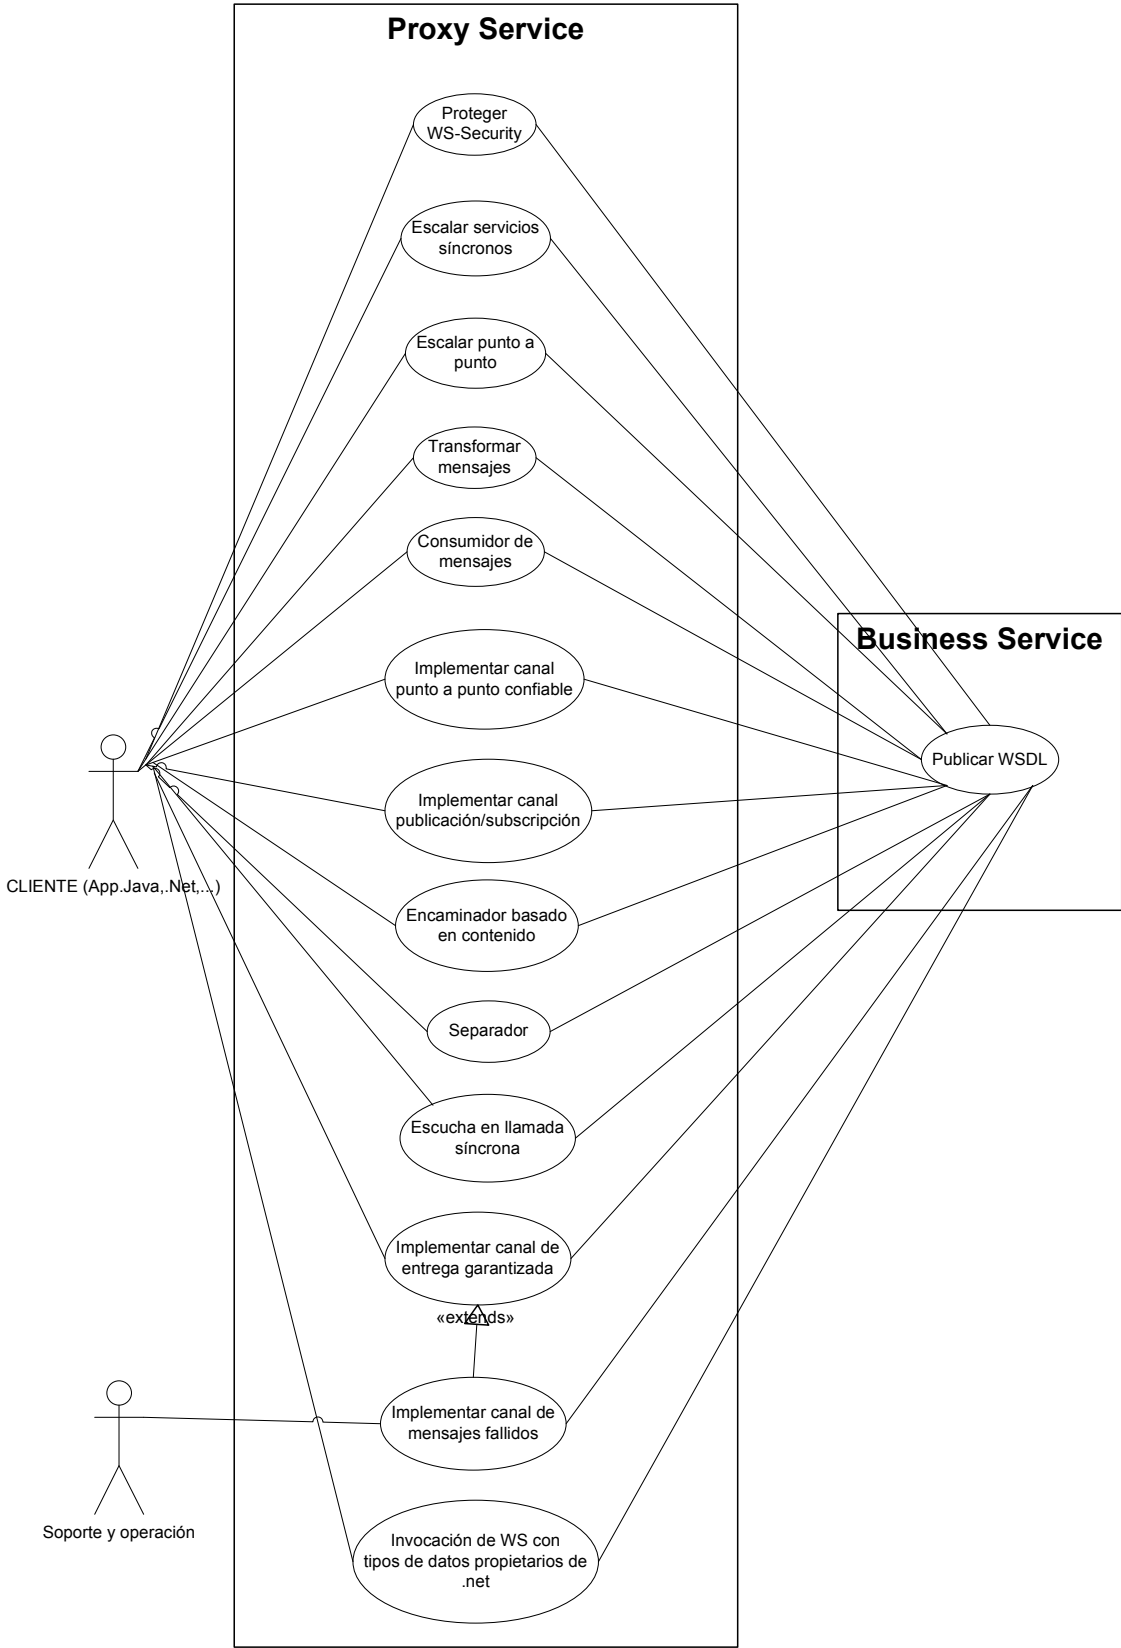 Proxy Service
Proteger
WS-Security
Escalar servicios
síncronos
Escalar punto a
punto
Transformar
mensajes
Consumidor de
mensajes
Business Service
Implementar canal
punto a punto confiable
Publicar WSDL
Implementar canal
publicación/subscripción
CLIENTE (App.Java,.Net,...)
Encaminador basado
en contenido
Separador
Escucha en llamada
síncrona
Implementar canal de
entrega garantizada
«extends»
Implementar canal de
mensajes fallidos
Soporte y operación
Invocación de WS con
tipos de datos propietarios de
.net